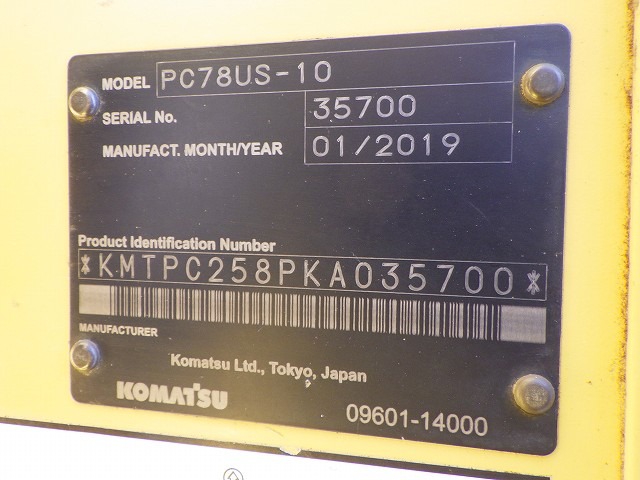 MODEL PC78US-10
SERIAL No. 35700
MANUFACT. MONTH/YEAR 01/2019
Product Identification Number
*KMTPC258PKA035700*
MANUFACTURER
Komatsu Ltd., Tokyo, Japan
KOMATSU 09601-14000